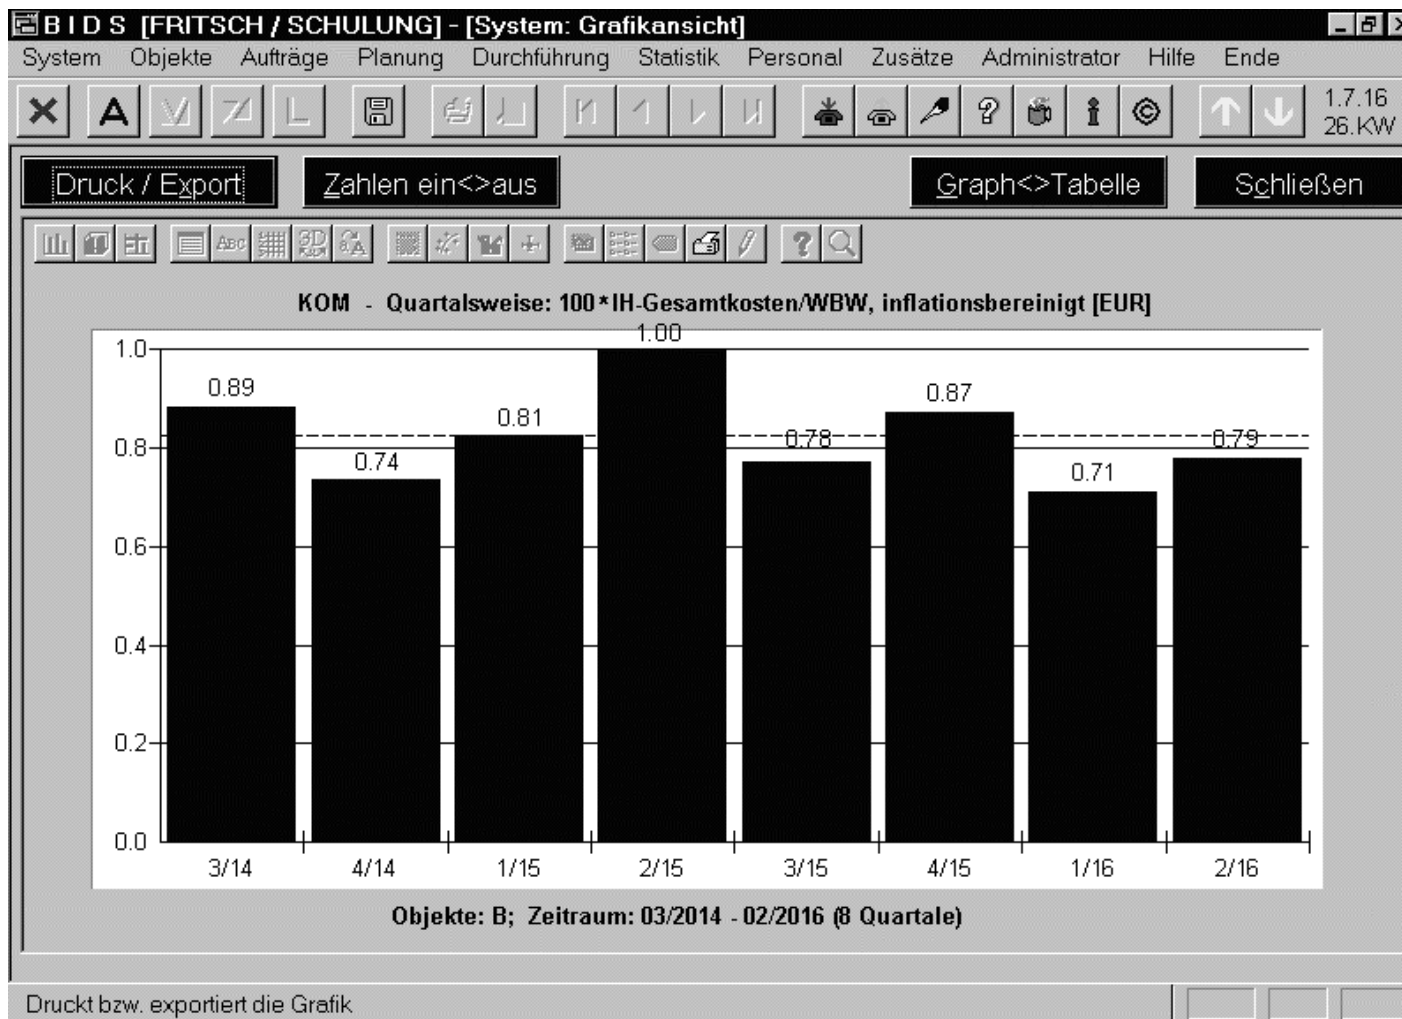 B I D S [FRITSCH / SCHULUNG] - [System: Grafikansicht]
System Objekte Aufträge Planung Durchführung Statistik Personal Zusätze Administrator Hilfe Ende
1.7.16
26.KW
Druck / Export Zahlen ein<>aus Graph<>Tabelle Schließen
KOM - Quartalsweise: 100*IH-Gesamtkosten/WBW, inflationsbereinigt [EUR]
1.0
0.8
0.6
0.4
0.2
0.0
0.89 0.74 0.81 1.00 0.78 0.87 0.71 0.79
3/14 4/14 1/15 2/15 3/15 4/15 1/16 2/16
Objekte: B; Zeitraum: 03/2014 - 02/2016 (8 Quartale)
Druckt bzw. exportiert die Grafik